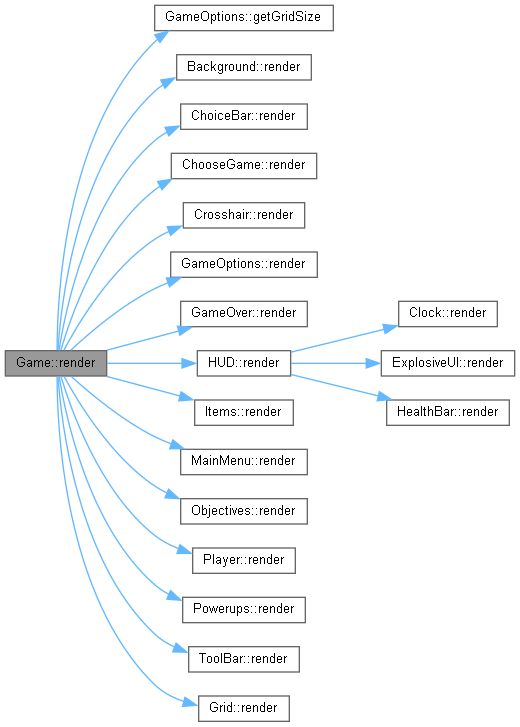 GameOptions::getGridSize
Background::render
ChoiceBar::render
ChooseGame::render
Crosshair::render
GameOptions::render
GameOver::render
Clock::render
Game::render
HUD::render
ExplosiveUI::render
Items::render
HealthBar::render
MainMenu::render
Objectives::render
Player::render
Powerups::render
ToolBar::render
Grid::render